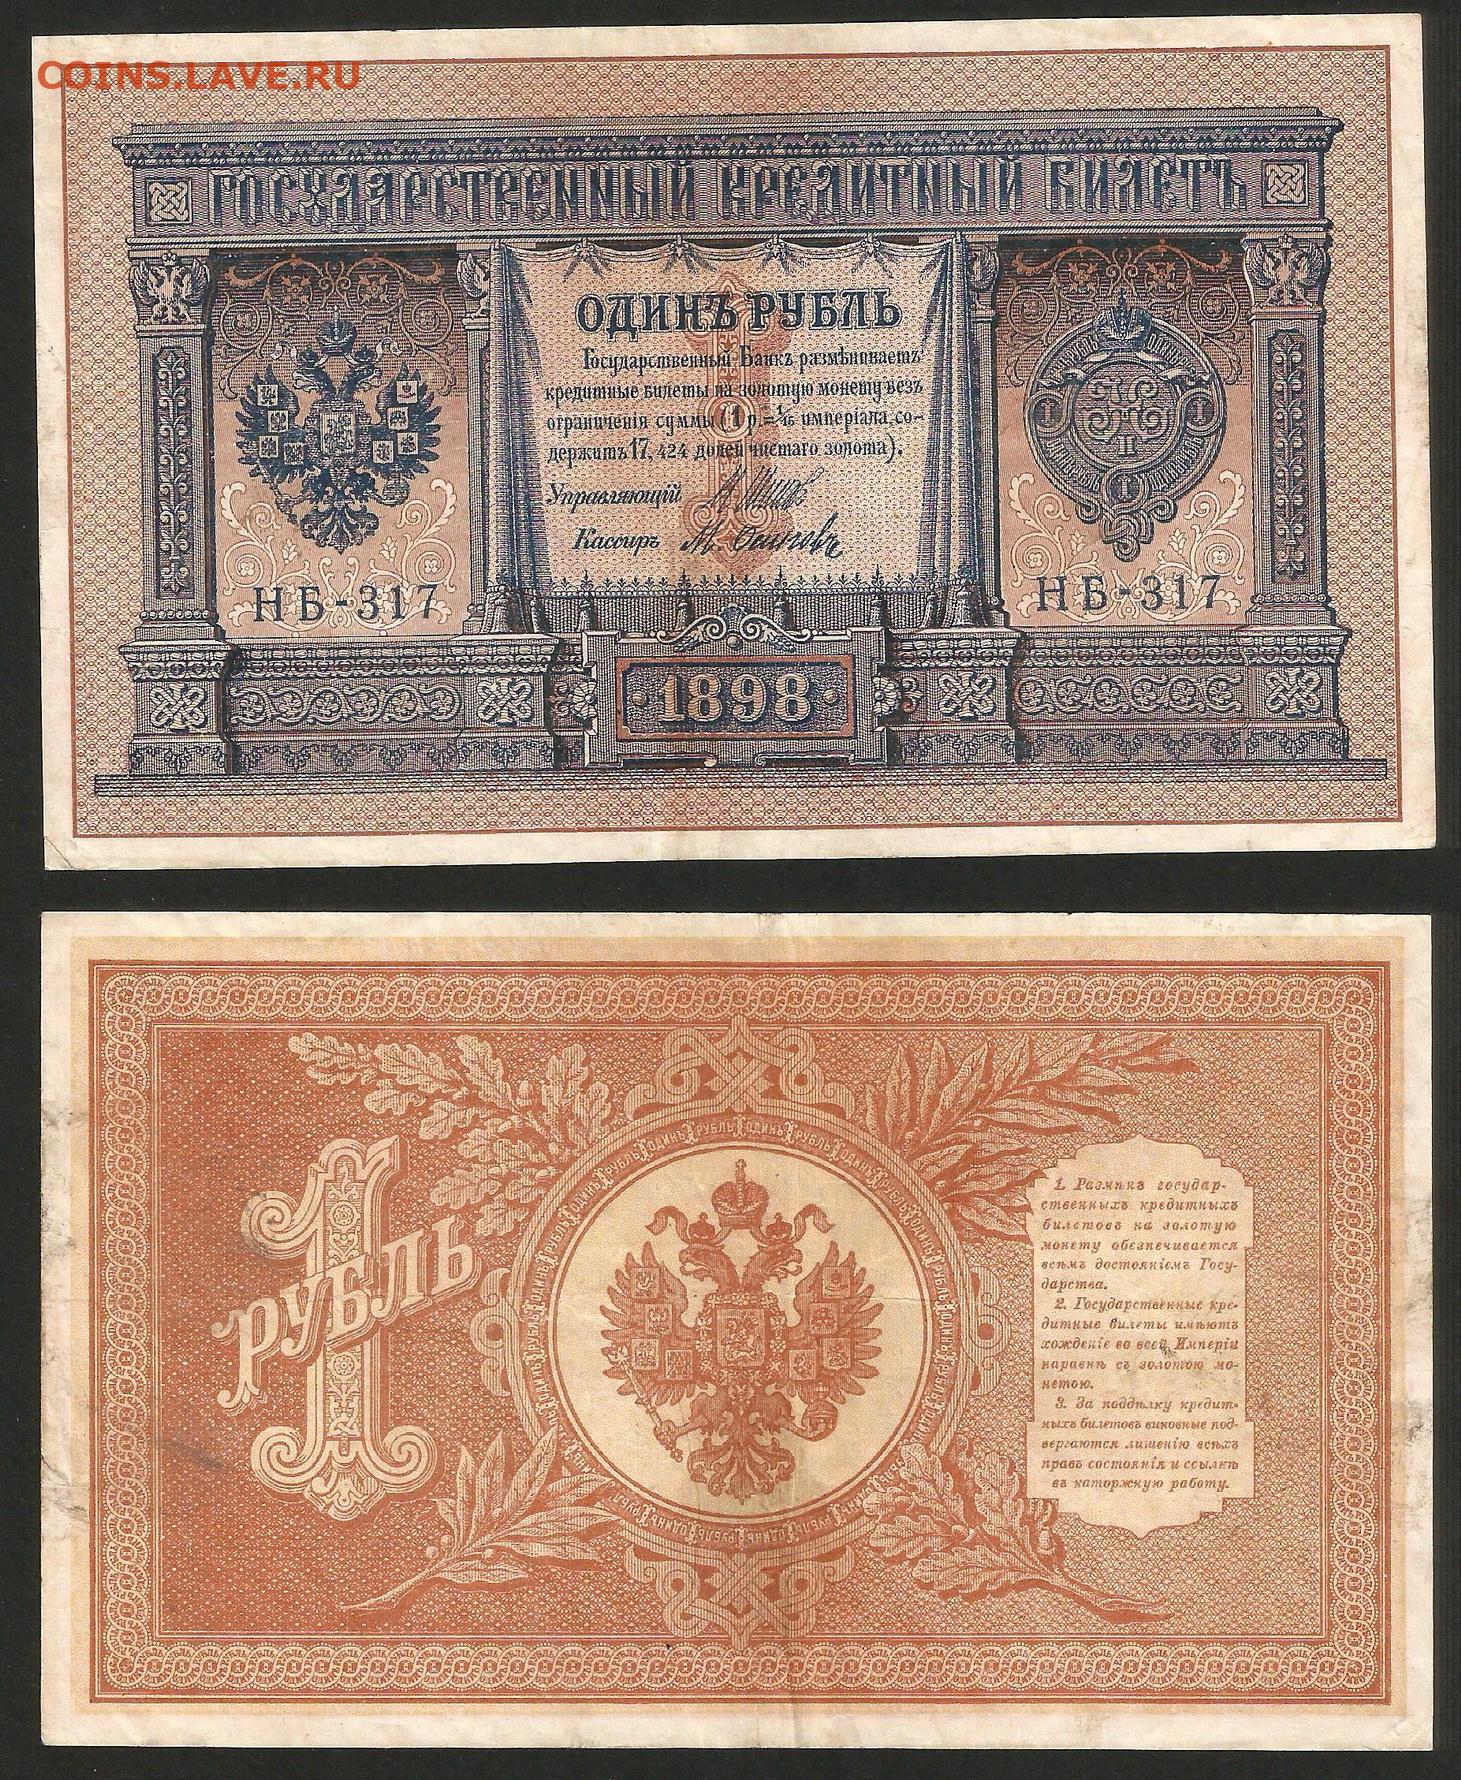 COINS.LAVE.RU
ГОСУДАРСТВЕННЫЙ КРЕДИТНЫЙ БИЛЕТЪ
ОДИНЪ РУБЛЬ
Государственный Банкъ размѣниваетъ
кредитные билеты на золотую монету безъ
ограниченія суммы (1 р.=1/15 имперіала, со-
держитъ 17,424 долей чистаго золота).
Управляющій
Кассиръ М. Осиповъ
НБ-317
НБ-317
1898
1
РУБЛЬ
1. Размѣнъ государ-
ственныхъ кредитныхъ
билетовъ на золотую
монету обезпечивается
всѣмъ достояніемъ Госу-
дарства.
2. Государственные кре-
дитные билеты имѣютъ
хожденіе во всей Имперіи
наравнѣ съ золотою мо-
нетою.
3. За поддѣлку кредит-
ныхъ билетовъ виновные под-
вергаются лишенію всѣхъ
правъ состоянія и ссылкѣ
въ каторжную работу.